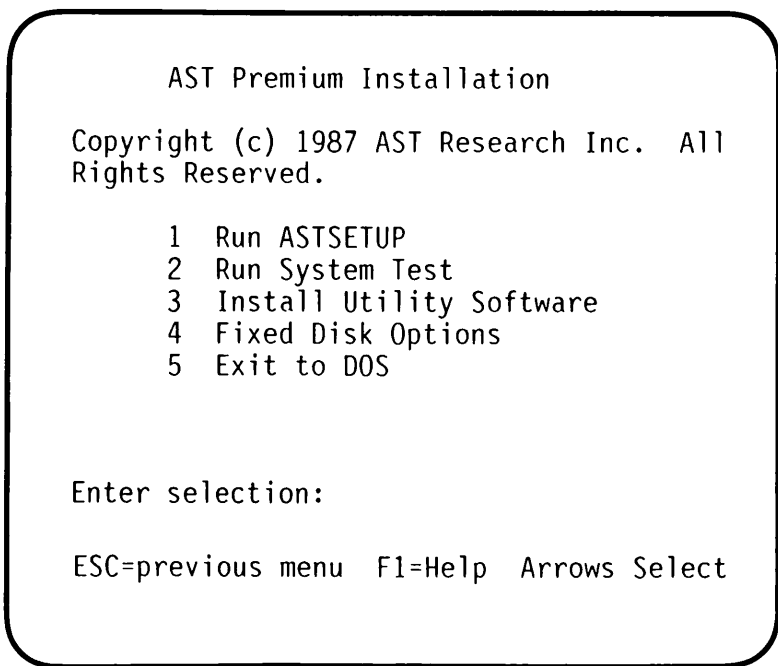 AST Premium Installation
Copyright (c) 1987 AST Research Inc. All
Rights Reserved.
1 Run ASTSETUP
2 Run System Test
3 Install Utility Software
4 Fixed Disk Options
5 Exit to DOS
Enter selection:
ESC=previous menu F1=Help Arrows Select